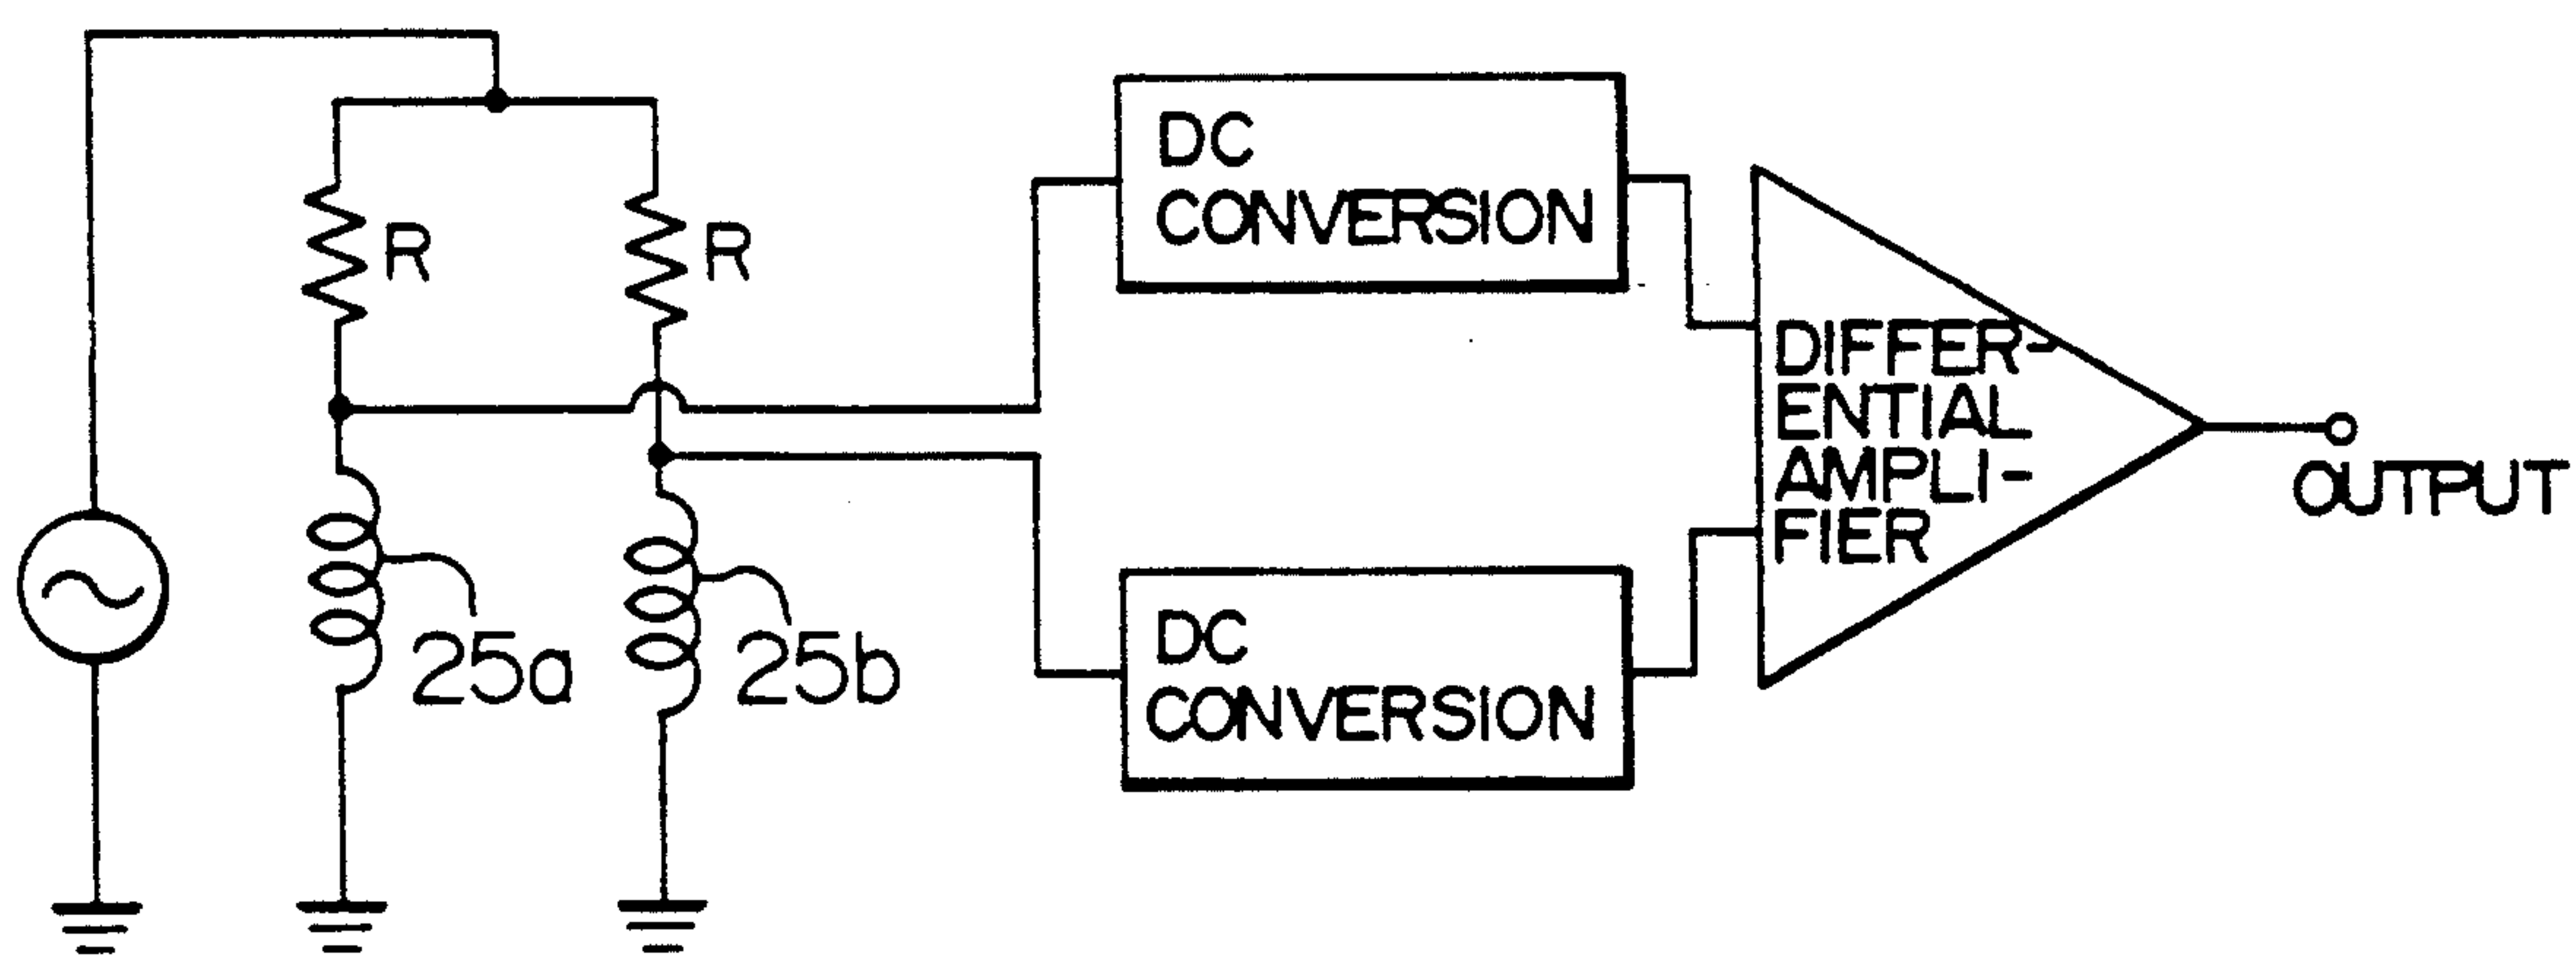 R
R
25a
25b
DC
CONVERSION
DC
CONVERSION
DIFFER-
ENTIAL
AMPLI-
FIER
OUTPUT